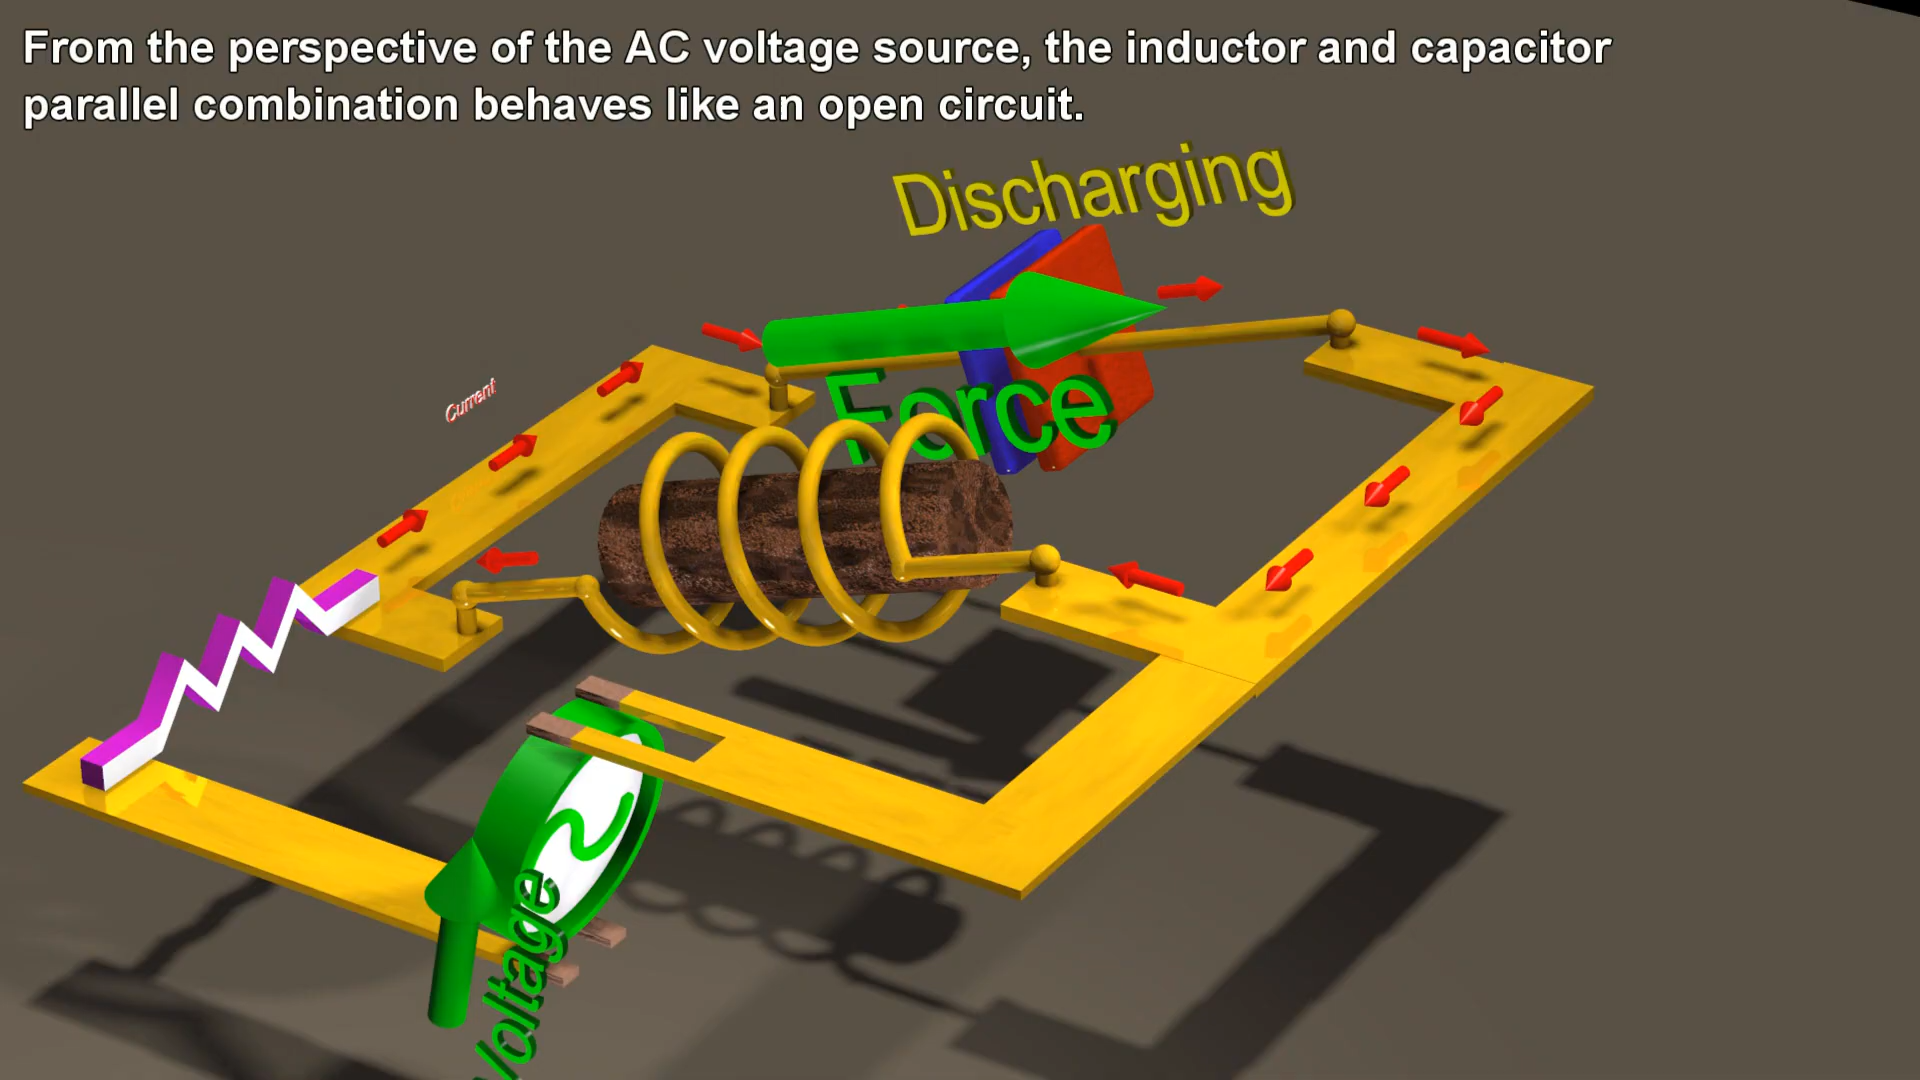 From the perspective of the AC voltage source, the inductor and capacitor
parallel combination behaves like an open circuit.
Discharging
Force
Current
Voltage